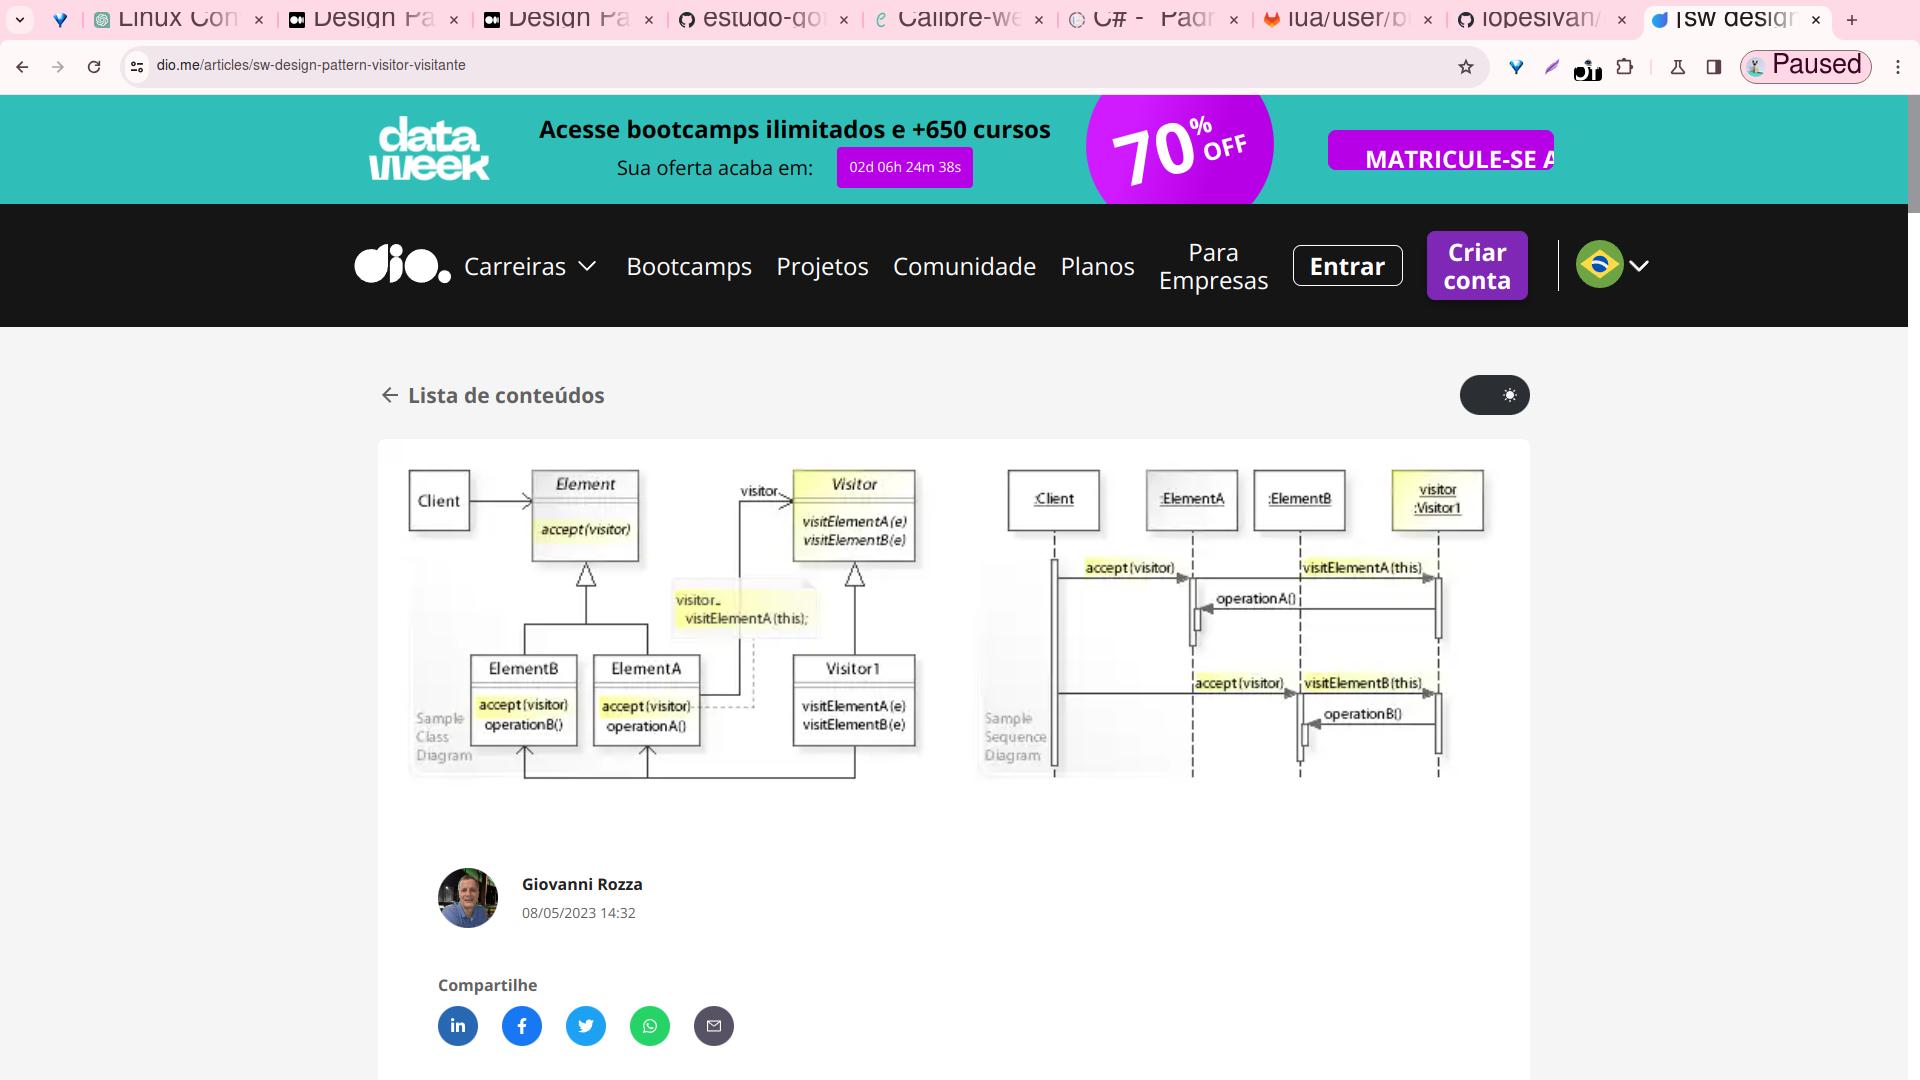 Linux Con
Design Pa
Design Pa
estudo-go
Calibre-we
C# - Padr
lua/user/b
lopesivan/
[sw design
dio.me/articles/sw-design-pattern-visitor-visitante
Paused
data week
Acesse bootcamps ilimitados e +650 cursos
Sua oferta acaba em: 02d 06h 24m 38s
70% OFF
MATRICULE-SE A
dio.
Carreiras
Bootcamps
Projetos
Comunidade
Planos
Para
Empresas
Entrar
Criar
conta
Lista de conteúdos
Client
Element
accept(visitor)
visitor
Visitor
visitElementA(e)
visitElementB(e)
visitor.
visitElementA(this);
ElementB
accept(visitor)
operationB()
ElementA
accept(visitor)
operationA()
Visitor1
visitElementA(e)
visitElementB(e)
Sample
Class
Diagram
:Client
:ElementA
:ElementB
visitor
:Visitor1
accept(visitor)
visitElementA(this)
operationA()
accept(visitor)
visitElementB(this)
operationB()
Sample
Sequence
Diagram
Giovanni Rozza
08/05/2023 14:32
Compartilhe